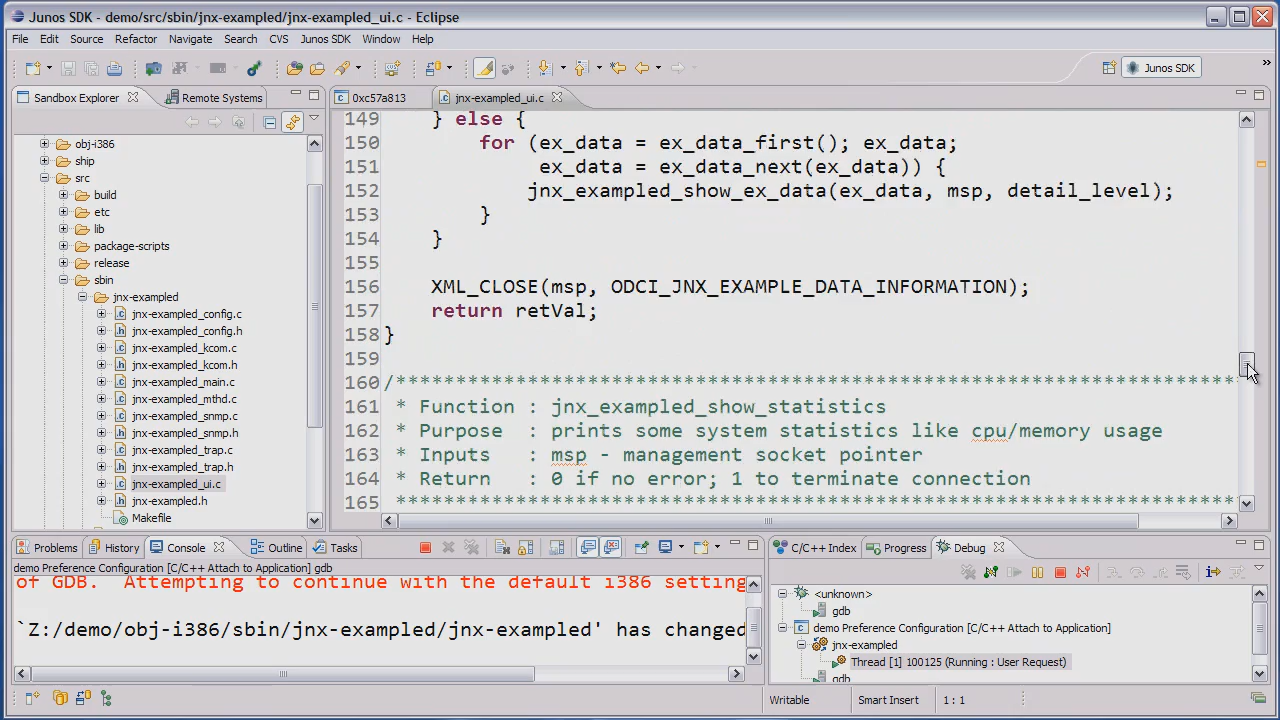 Junos SDK - demo/src/sbin/jnx-exampled/jnx-exampled_ui.c - Eclipse
File Edit Source Refactor Navigate Search CVS Junos SDK Window Help
Junos SDK
Sandbox Explorer
Remote Systems
0xc57a813
jnx-exampled_ui.c
obj-i386
ship
src
build
etc
lib
package-scripts
release
sbin
jnx-exampled
jnx-exampled_config.c
jnx-exampled_config.h
jnx-exampled_kcom.c
jnx-exampled_kcom.h
jnx-exampled_main.c
jnx-exampled_mthd.c
jnx-exampled_snmp.c
jnx-exampled_snmp.h
jnx-exampled_trap.c
jnx-exampled_trap.h
jnx-exampled_ui.c
jnx-exampled.h
Makefile
149 } else {
150 for (ex_data = ex_data_first(); ex_data;
151 ex_data = ex_data_next(ex_data)) {
152 jnx_exampled_show_ex_data(ex_data, msp, detail_level);
153 }
154 }
155
156 XML_CLOSE(msp, ODCI_JNX_EXAMPLE_DATA_INFORMATION);
157 return retVal;
158 }
159
160 /***********************************************************************
161 * Function : jnx_exampled_show_statistics
162 * Purpose : prints some system statistics like cpu/memory usage
163 * Inputs : msp - management socket pointer
164 * Return : 0 if no error; 1 to terminate connection
165 ***********************************************************************
Problems History Console Outline Tasks
demo Preference Configuration [C/C++ Attach to Application] gdb
of GDB. Attempting to continue with the default i386 setting
`Z:/demo/obj-i386/sbin/jnx-exampled/jnx-exampled' has changed
C/C++ Index Progress Debug
<unknown>
gdb
demo Preference Configuration [C/C++ Attach to Application]
jnx-exampled
Thread [1] 100125 (Running : User Request)
gdb
Writable Smart Insert 1 : 1